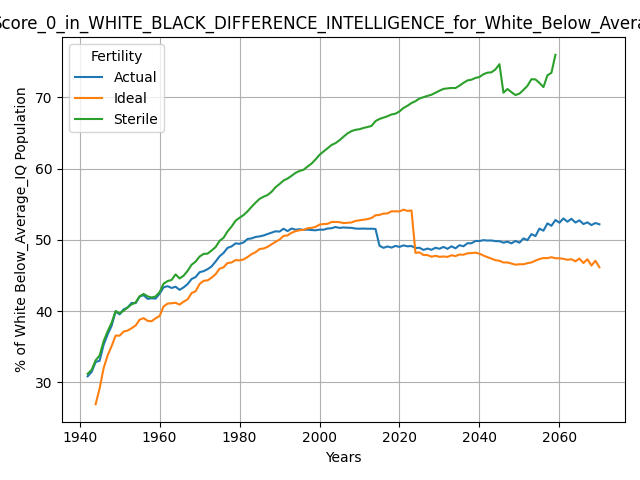 Score_0_in_WHITE_BLACK_DIFFERENCE_INTELLIGENCE_for_White_Below_Avera
Fertility
Actual
Ideal
Sterile
% of White Below_Average_IQ Population
70
60
50
40
30
1940
1960
1980
2000
2020
2040
2060
Years